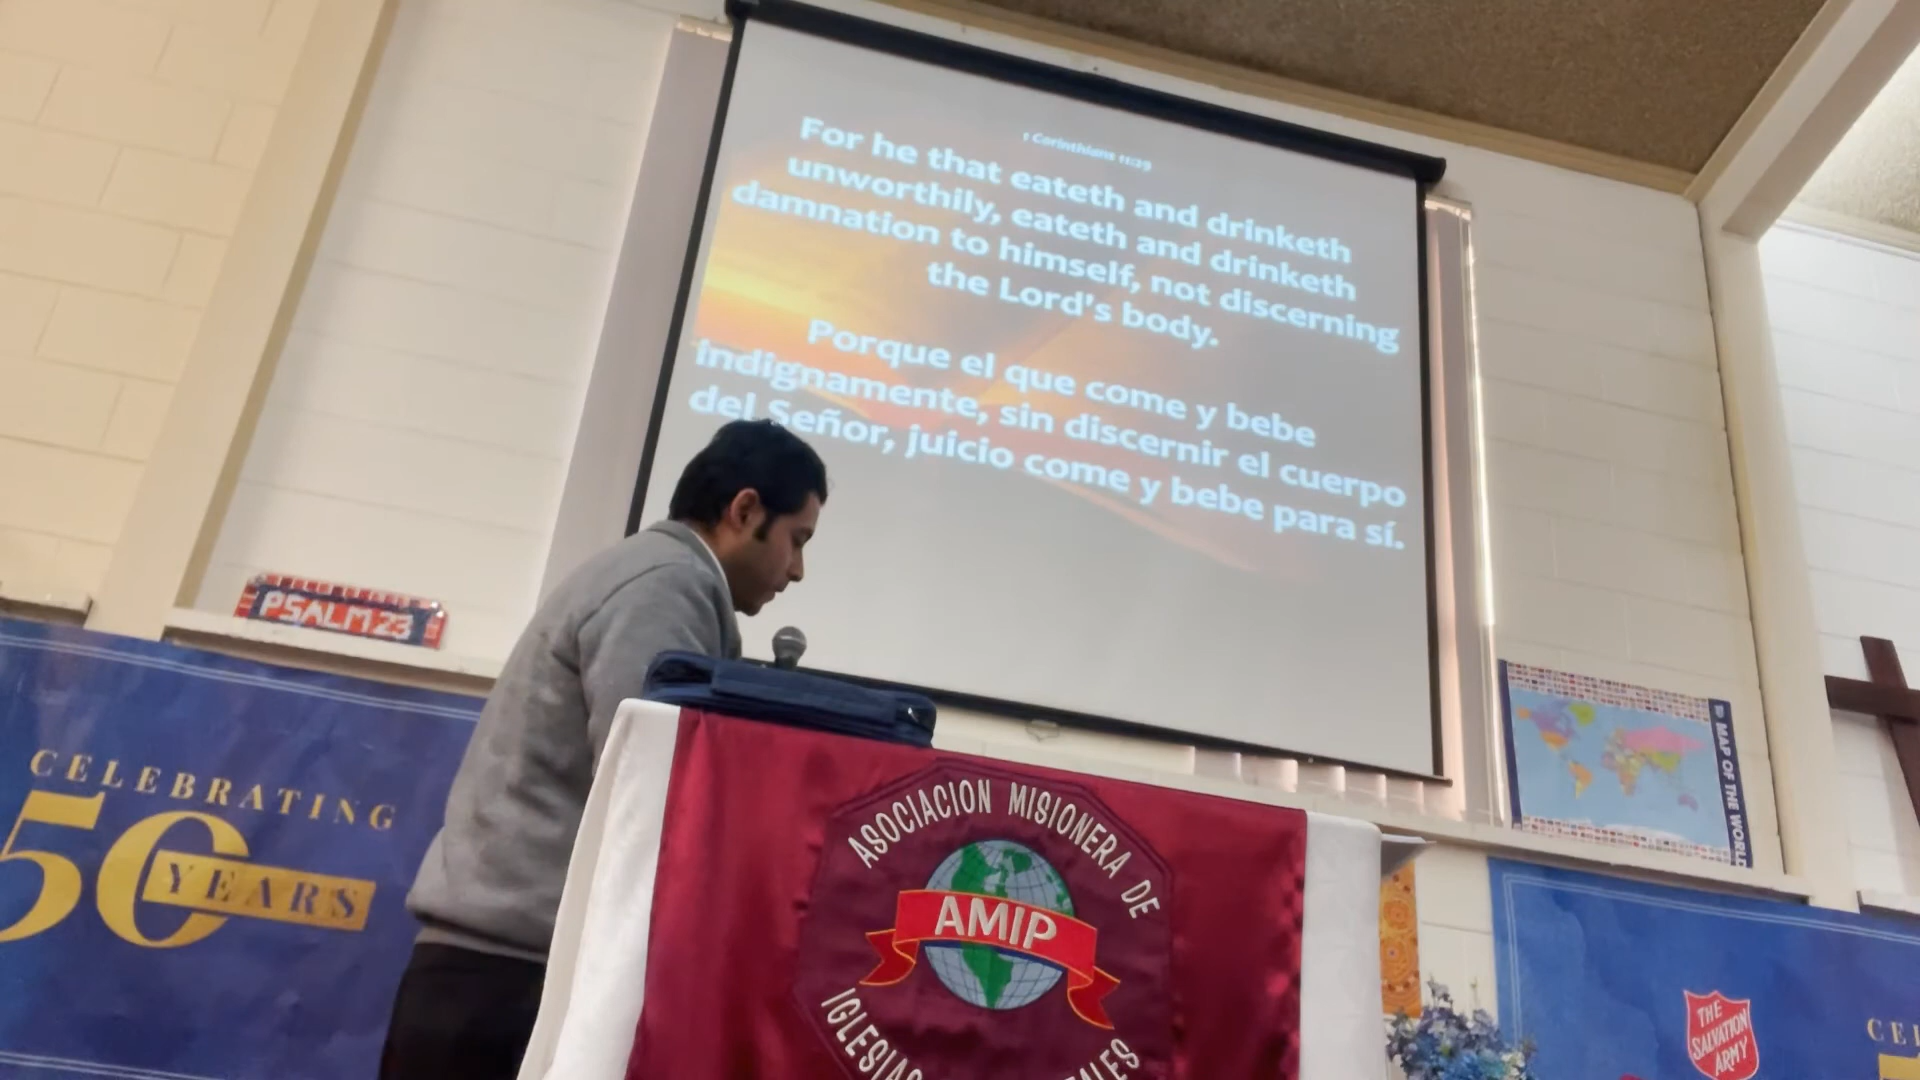 1 Corinthians 11:29
For he that eateth and drinketh
unworthily, eateth and drinketh
damnation to himself, not discerning
the Lord's body.
Porque el que come y bebe
indignamente, sin discernir el cuerpo
del Señor, juicio come y bebe para sí.
PSALM 23
CELEBRATING
50
YEARS
MAP OF THE WORLD
ASOCIACION MISIONERA DE
AMIP
IGLESIAS
THE
SALVATION
ARMY